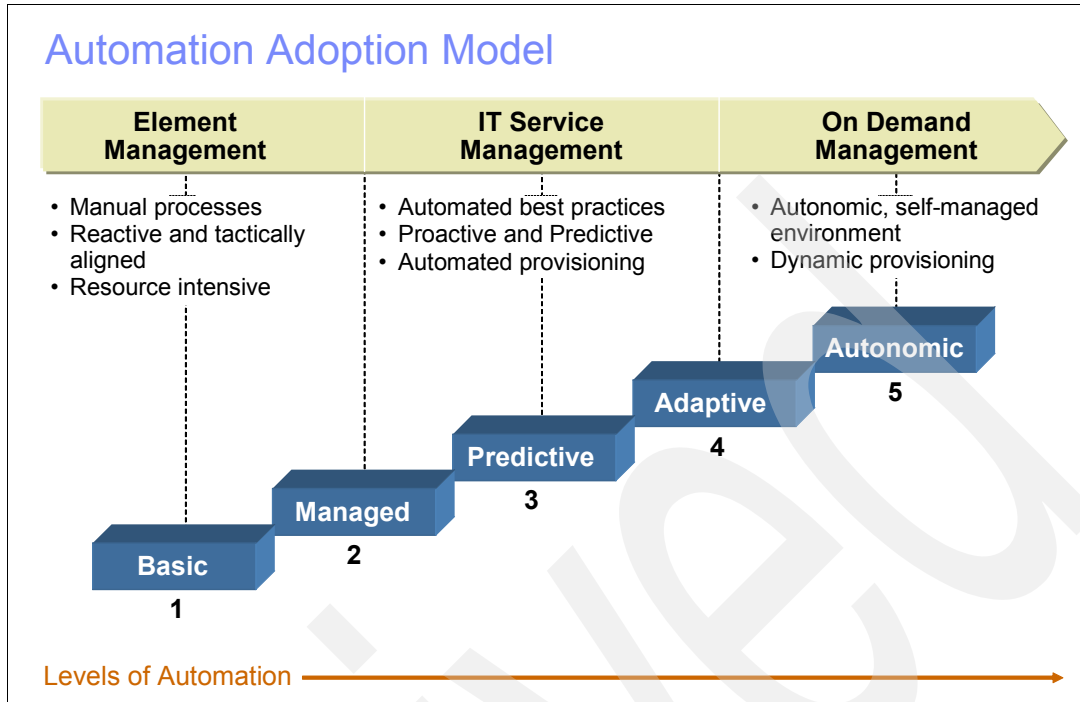 Automation Adoption Model
Element
Management
IT Service
Management
On Demand
Management
• Manual processes
• Reactive and tactically
aligned
• Resource intensive
• Automated best practices
• Proactive and Predictive
• Automated provisioning
• Autonomic, self-managed
environment
• Dynamic provisioning
Autonomic
5
Adaptive
4
Predictive
3
Managed
2
Basic
1
Levels of Automation